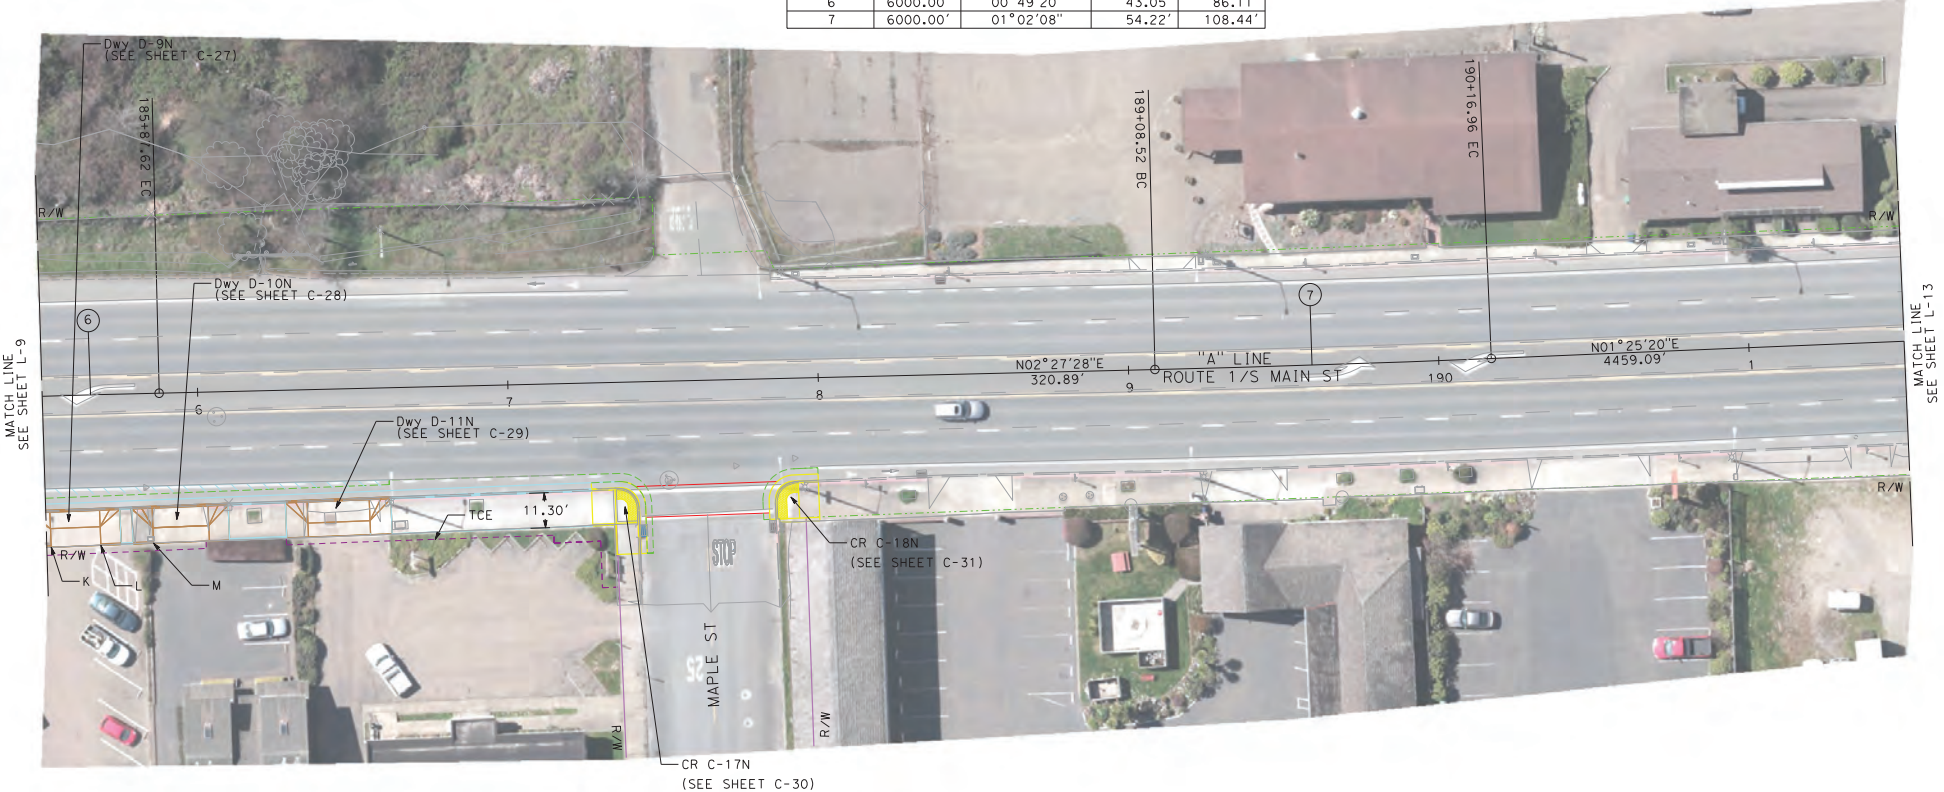 6 6000.00' 00°49'20" 43.05' 86.11'
7 6000.00' 01°02'08" 54.22' 108.44'
Dwy D-9N
(SEE SHEET C-27)
185+87.62 EC
189+08.52 BC
190+16.96 EC
R/W
R/W
Dwy D-10N
(SEE SHEET C-28)
6
7
MATCH LINE
SEE SHEET L-9
MATCH LINE
SEE SHEET L-13
N02°27'28"E
320.89'
"A" LINE
ROUTE 1/S MAIN ST
N01°25'20"E
4459.09'
6
7
8
9
190
1
Dwy D-11N
(SEE SHEET C-29)
TCE
11.30'
R/W
R/W
K
L
M
STOP
CR C-18N
(SEE SHEET C-31)
MAPLE ST
25
R/W
R/W
CR C-17N
(SEE SHEET C-30)